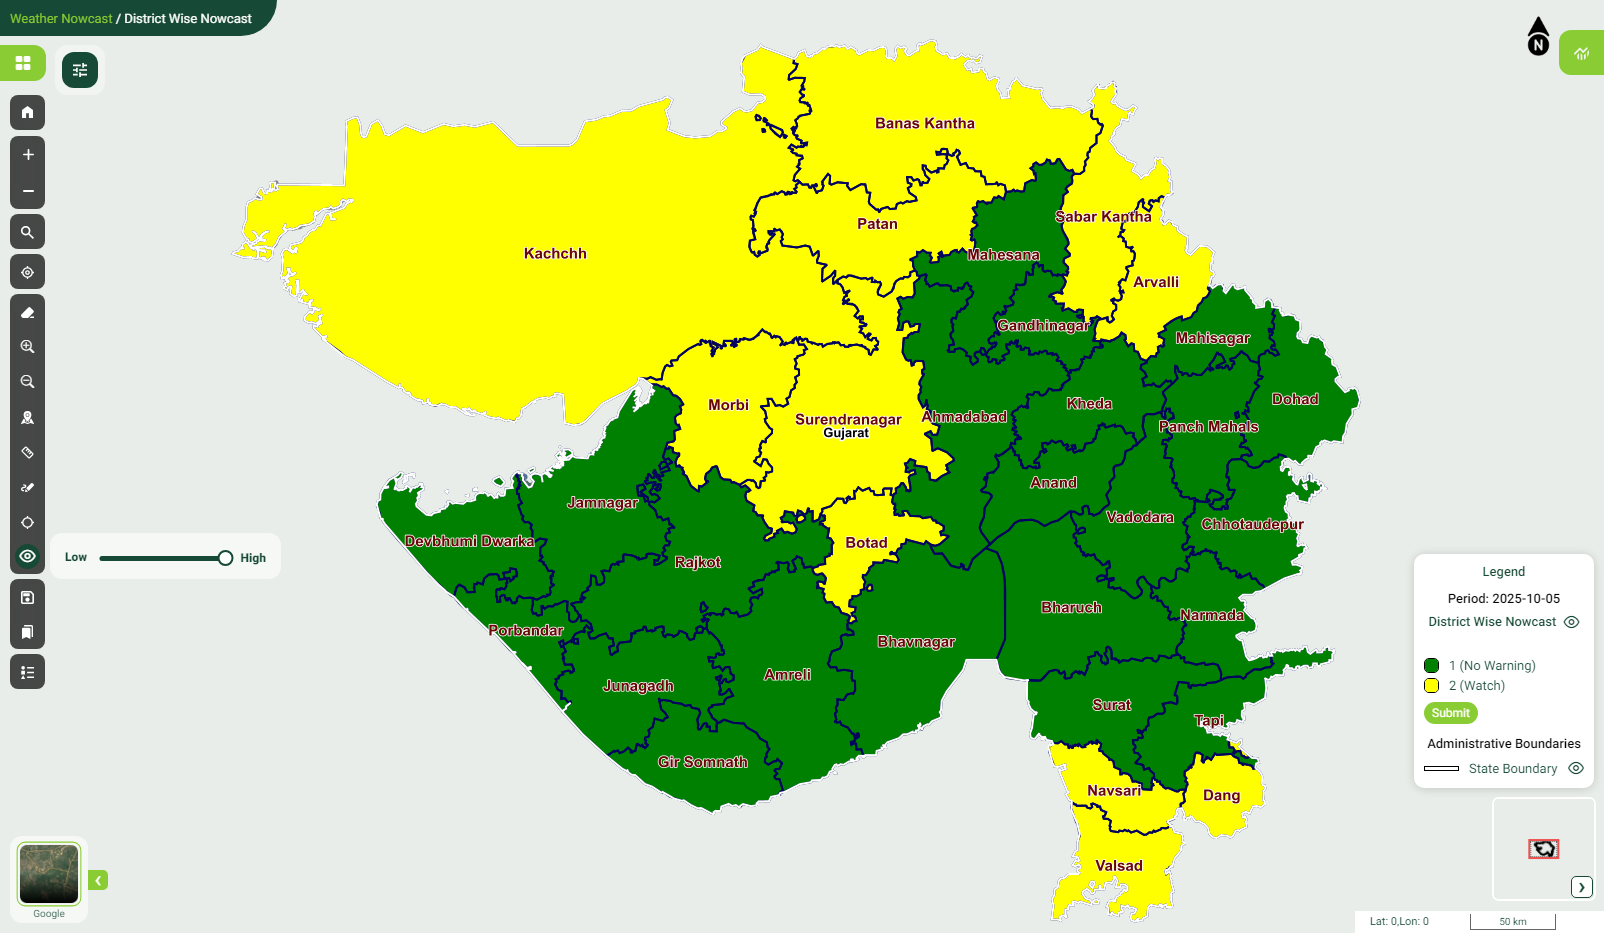 Weather Nowcast / District Wise Nowcast
N
Banas Kantha
Patan
Sabar Kantha
Kachchh
Mahesana
Arvalli
Gandhinagar
Mahisagar
Morbi
Surendranagar
Gujarat
Ahmadabad
Kheda
Dohad
Panch Mahals
Anand
Jamnagar
Vadodara
Chhotaudepur
Devbhumi Dwarka
Botad
Rajkot
Low
High
Bharuch
Narmada
Porbandar
Bhavnagar
Amreli
Junagadh
Surat
Tapi
Gir Somnath
Navsari
Dang
Valsad
Legend
Period: 2025-10-05
District Wise Nowcast
1 (No Warning)
2 (Watch)
Submit
Administrative Boundaries
State Boundary
Google
Lat: 0,Lon: 0
50 km